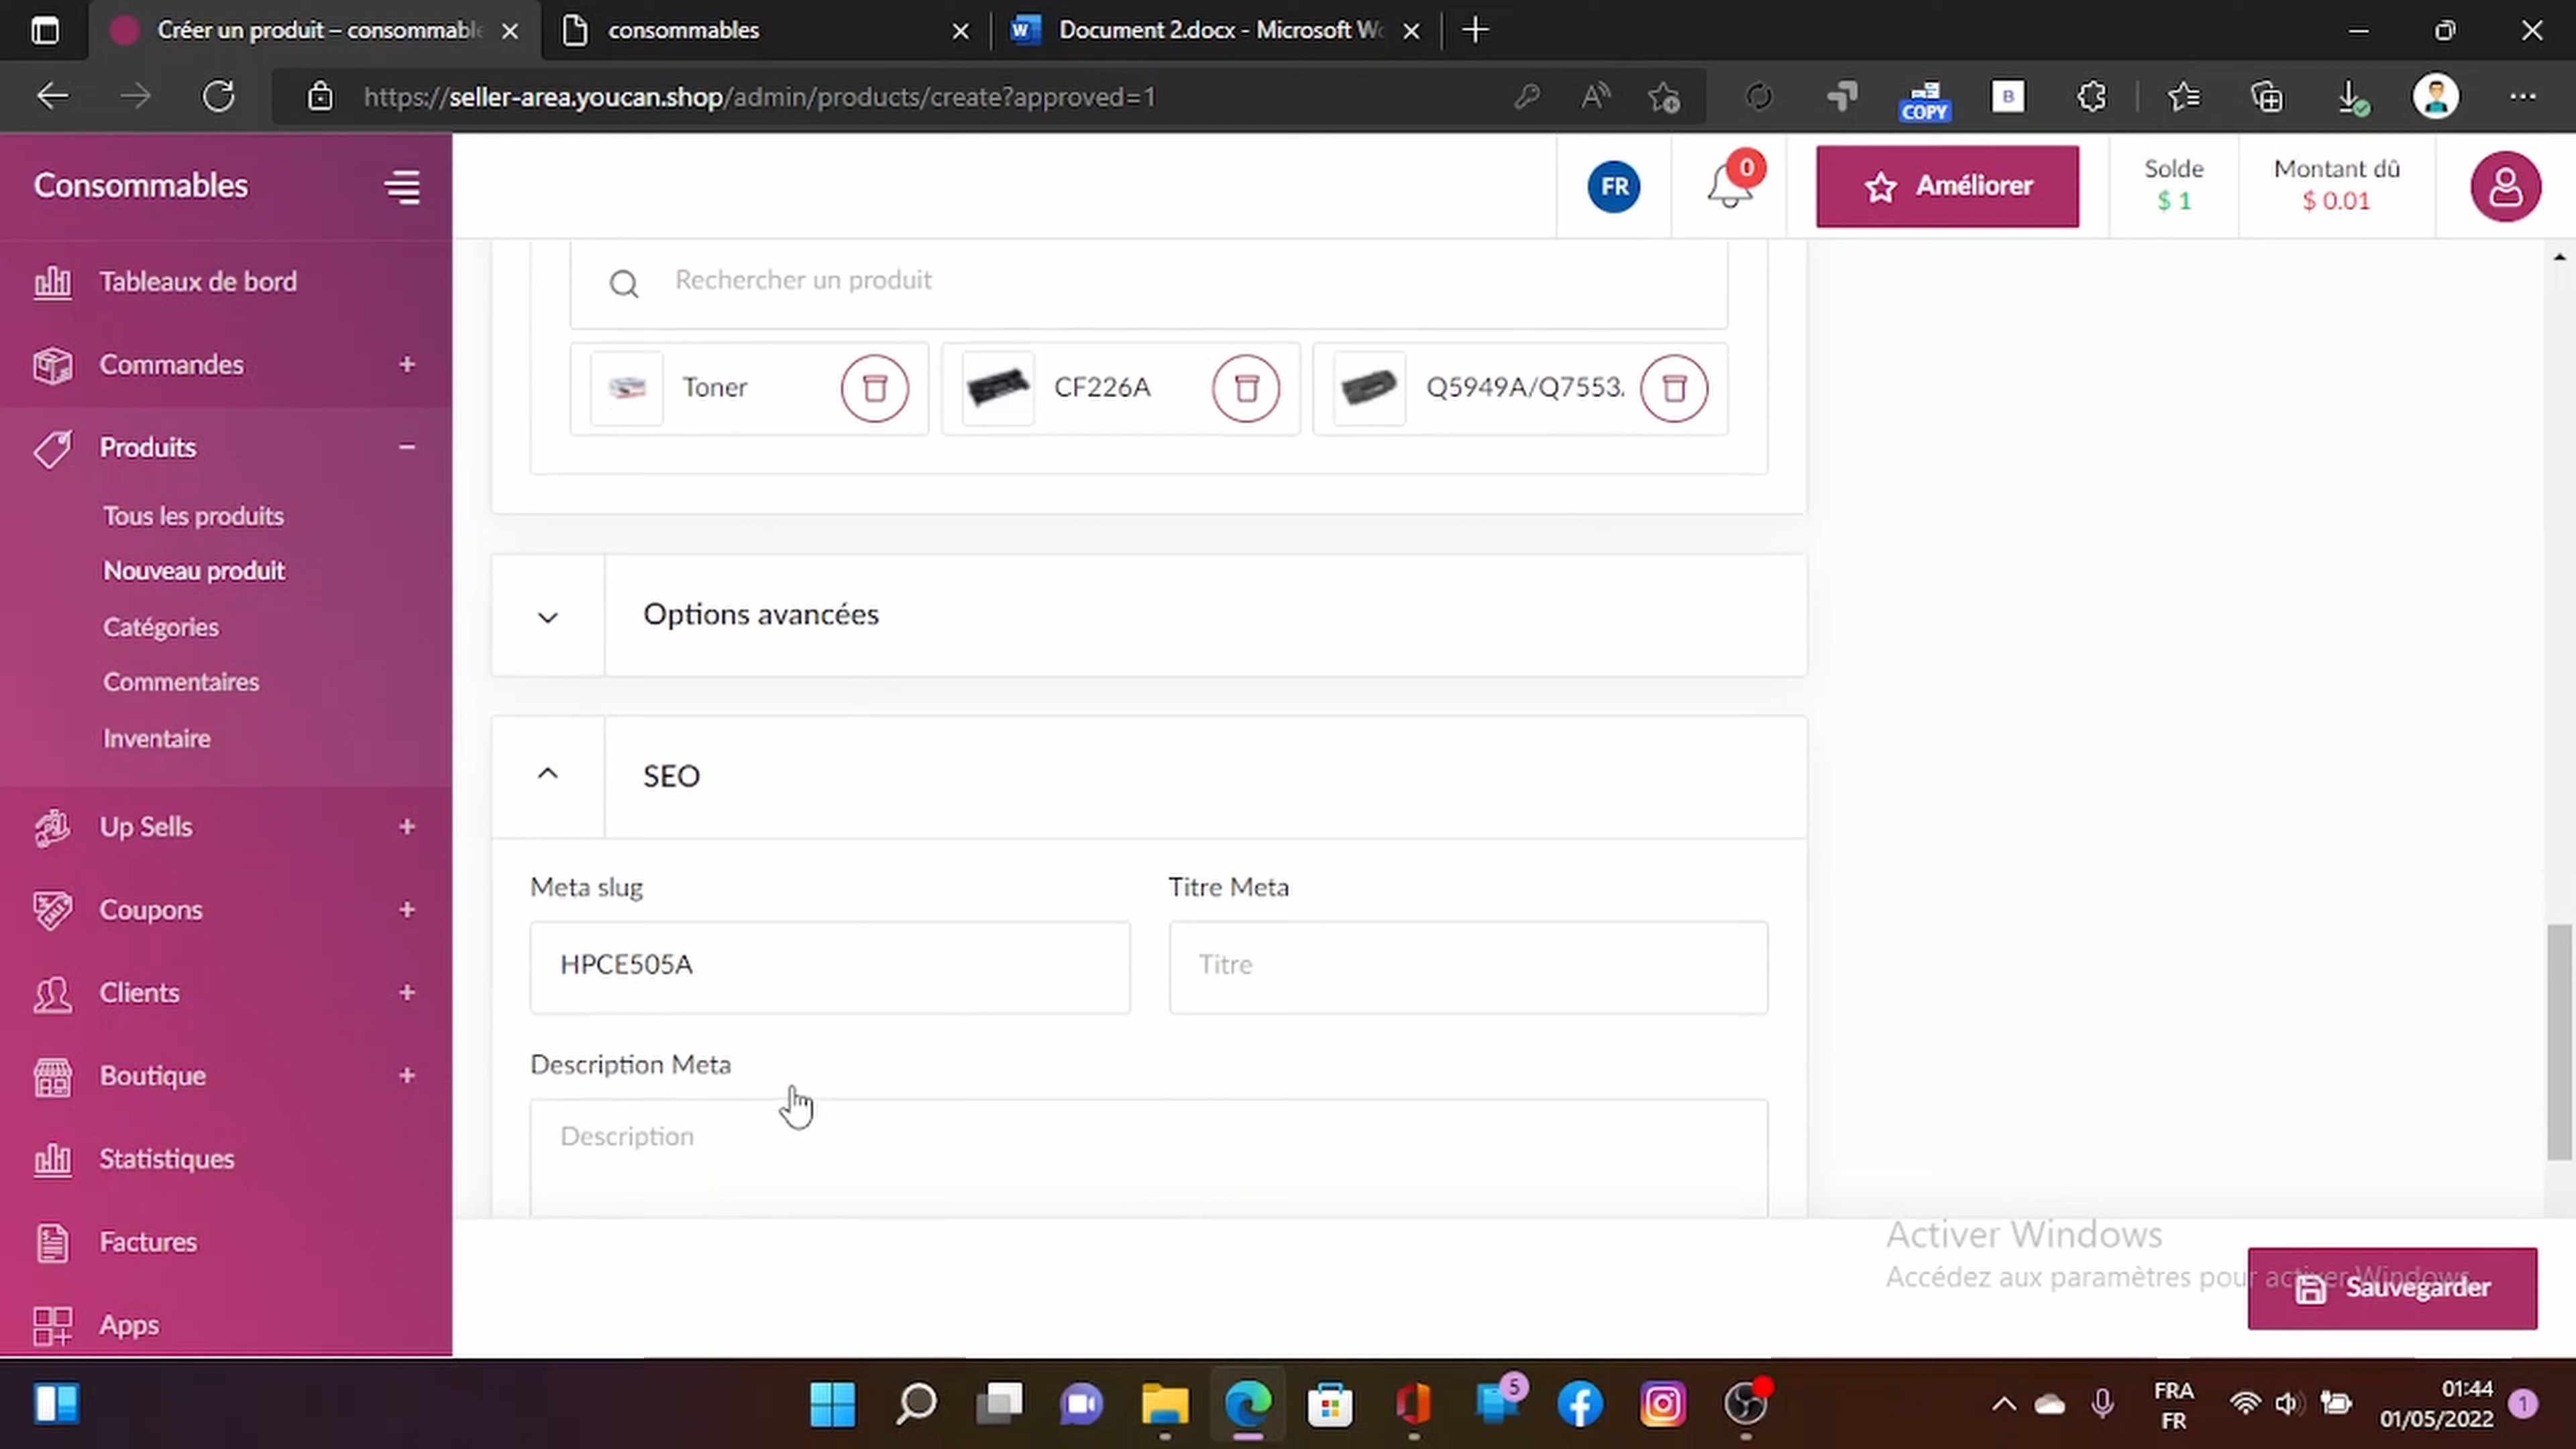 Créer un produit – consommable
consommables
Document 2.docx - Microsoft Wo
https://seller-area.youcan.shop/admin/products/create?approved=1
COPY
B
Consommables
FR
0
Améliorer
Solde
$ 1
Montant dû
$ 0.01
Tableaux de bord
Commandes
Produits
Tous les produits
Nouveau produit
Catégories
Commentaires
Inventaire
Up Sells
Coupons
Clients
Boutique
Statistiques
Factures
Apps
Rechercher un produit
Toner
CF226A
Q5949A/Q7553.
Options avancées
SEO
Meta slug
Titre Meta
HPCE505A
Titre
Description Meta
Description
Activer Windows
Accédez aux paramètres pour activer Windows.
Sauvegarder
5
FRA
FR
01:44
01/05/2022
1